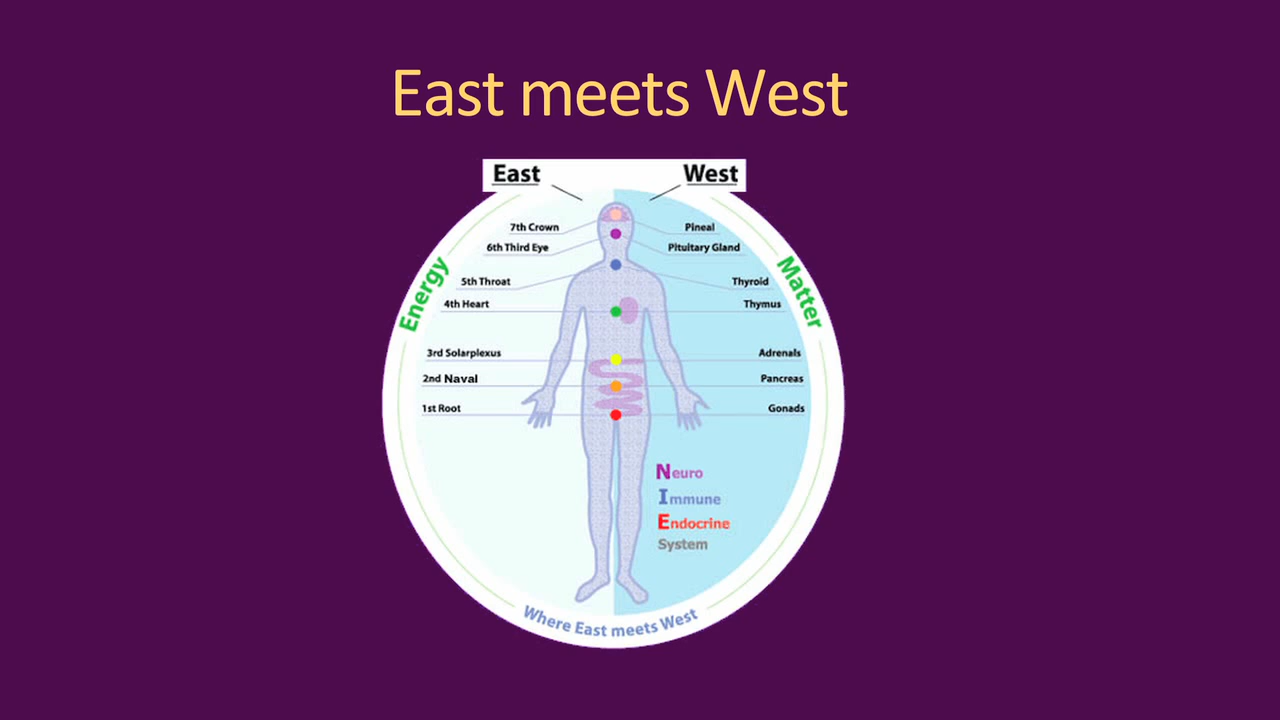 East meets West
East
West
7th Crown
Pineal
6th Third Eye
Pituitary Gland
5th Throat
Thyroid
4th Heart
Thymus
3rd Solarplexus
Adrenals
2nd Naval
Pancreas
1st Root
Gonads
Energy
Matter
Neuro
Immune
Endocrine
System
Where East meets West